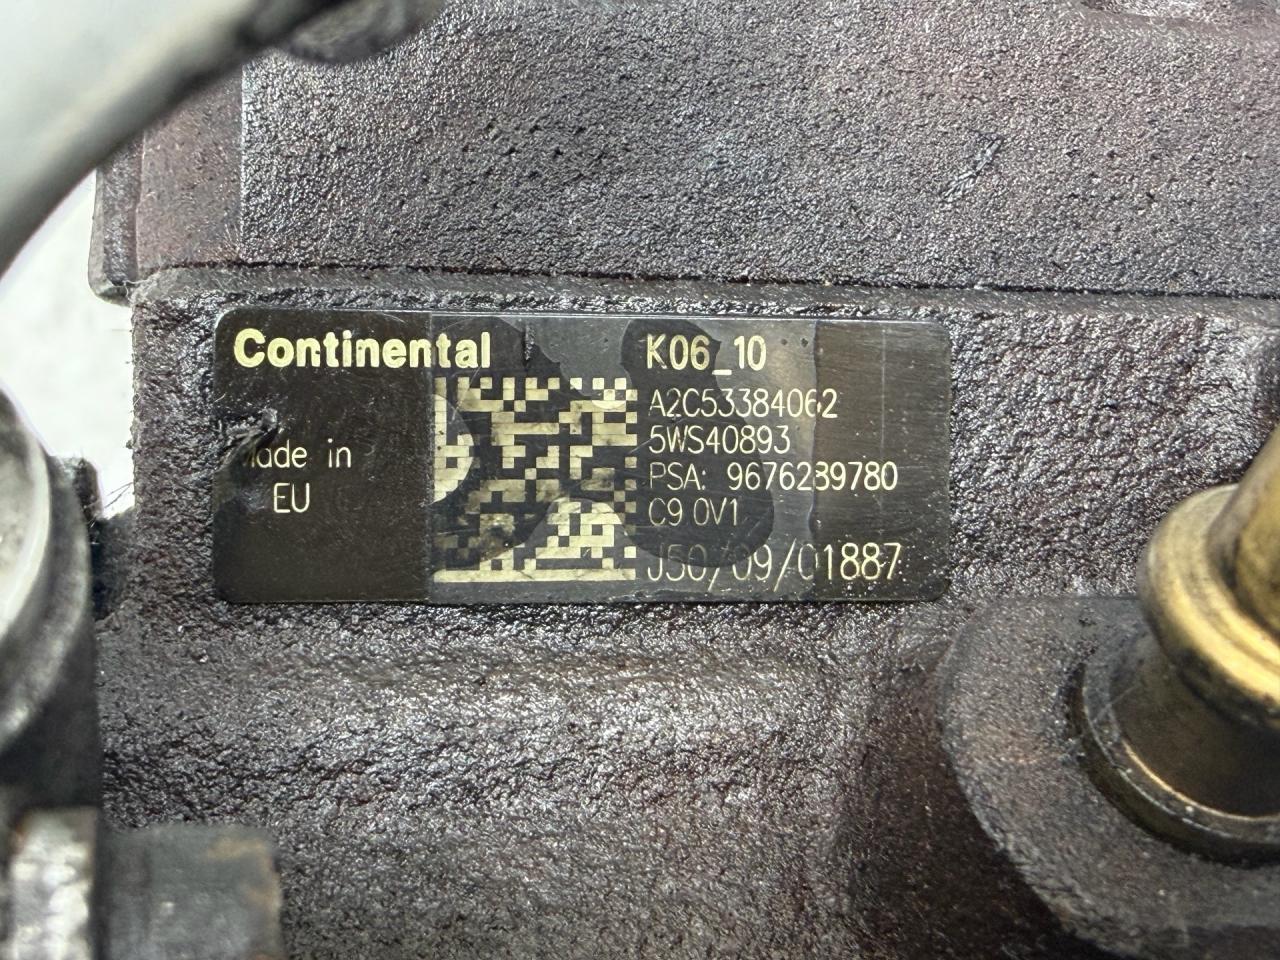 Continental
K06_10
A2C53384062
5WS40893
Made in
EU
PSA: 9676289780
C9 0V1
J50/09/01887